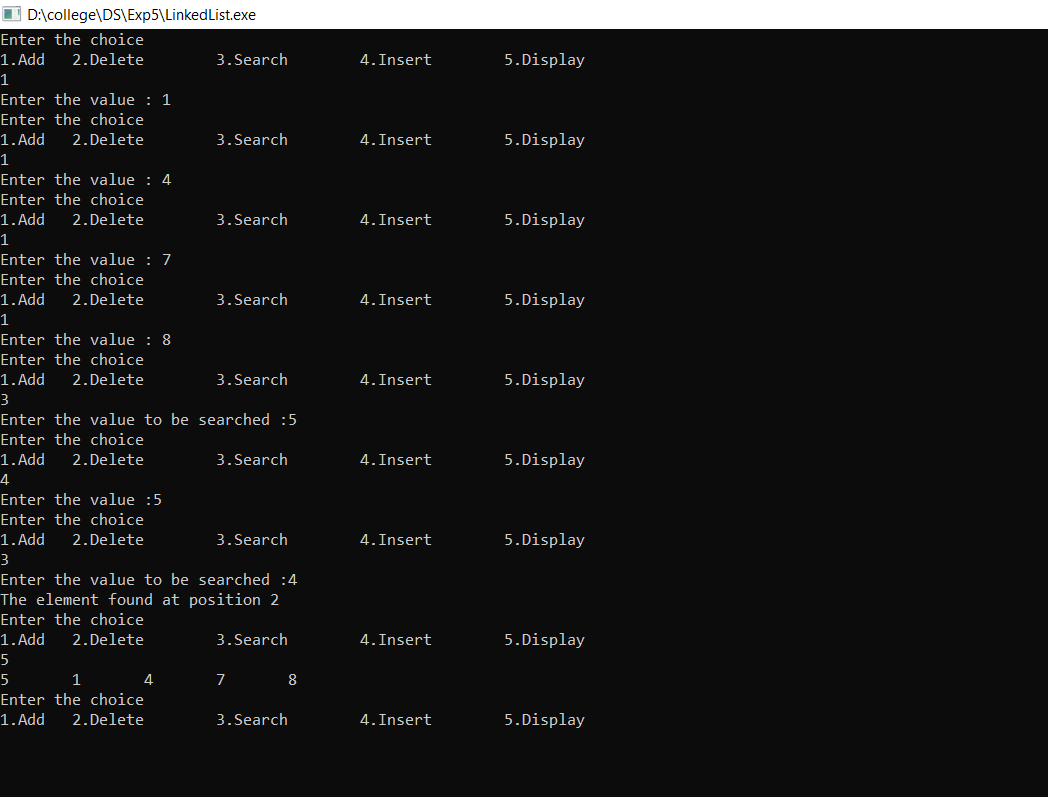 D:\college\DS\Exp5\LinkedList.exe
Enter the choice
1.Add   2.Delete        3.Search        4.Insert        5.Display
1
Enter the value : 1
Enter the choice
1.Add   2.Delete        3.Search        4.Insert        5.Display
1
Enter the value : 4
Enter the choice
1.Add   2.Delete        3.Search        4.Insert        5.Display
1
Enter the value : 7
Enter the choice
1.Add   2.Delete        3.Search        4.Insert        5.Display
1
Enter the value : 8
Enter the choice
1.Add   2.Delete        3.Search        4.Insert        5.Display
3
Enter the value to be searched :5
Enter the choice
1.Add   2.Delete        3.Search        4.Insert        5.Display
4
Enter the value :5
Enter the choice
1.Add   2.Delete        3.Search        4.Insert        5.Display
3
Enter the value to be searched :4
The element found at position 2
Enter the choice
1.Add   2.Delete        3.Search        4.Insert        5.Display
5
5       1       4       7       8
Enter the choice
1.Add   2.Delete        3.Search        4.Insert        5.Display